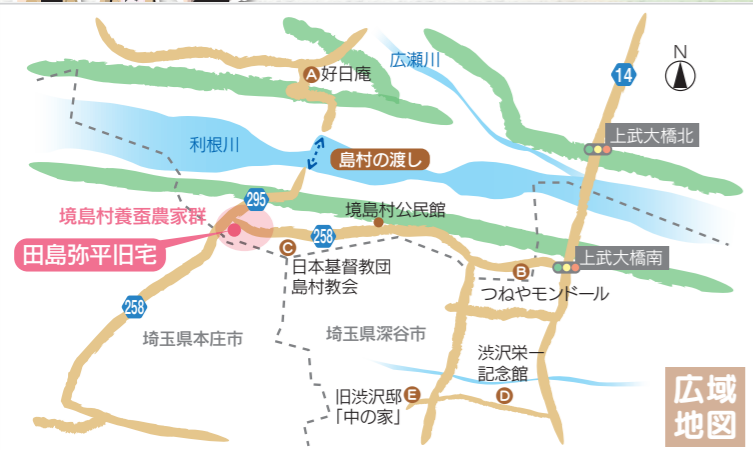 広瀬川
N
A 好日庵
14
上武大橋北
利根川
島村の渡し
295
境島村養蚕農家群
境島村公民館
田島弥平旧宅
258
C
日本基督教団
島村教会
上武大橋南
B
つねやモンドール
258
埼玉県本庄市
埼玉県深谷市
渋沢栄一
記念館
D
旧渋沢邸 E
「中の家」
広域
地図